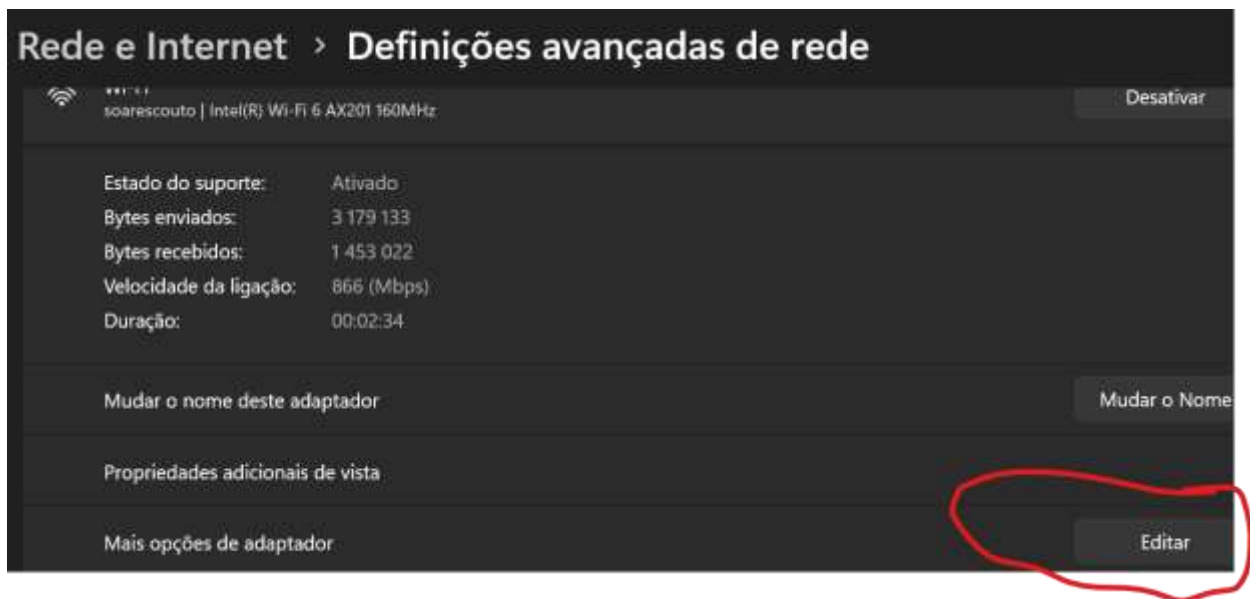 Rede e Internet > Definições avançadas de rede
soarescouto | Intel(R) Wi-Fi 6 AX201 160MHz
Desativar
Estado do suporte: Ativado
Bytes enviados: 3 179 133
Bytes recebidos: 1 453 022
Velocidade da ligação: 866 (Mbps)
Duração: 00:02:34
Mudar o nome deste adaptador
Mudar o Nome
Propriedades adicionais de vista
Mais opções de adaptador
Editar